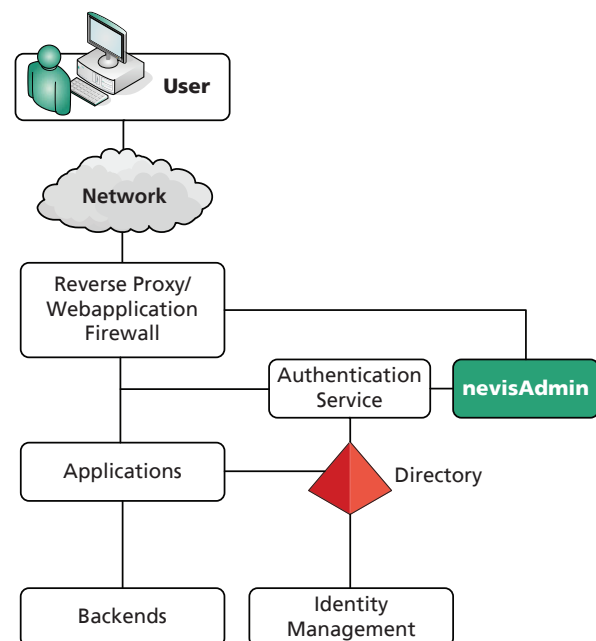 User
Network
Reverse Proxy/
Webapplication
Firewall
Authentication
Service
nevisAdmin
Applications
Directory
Backends
Identity
Management